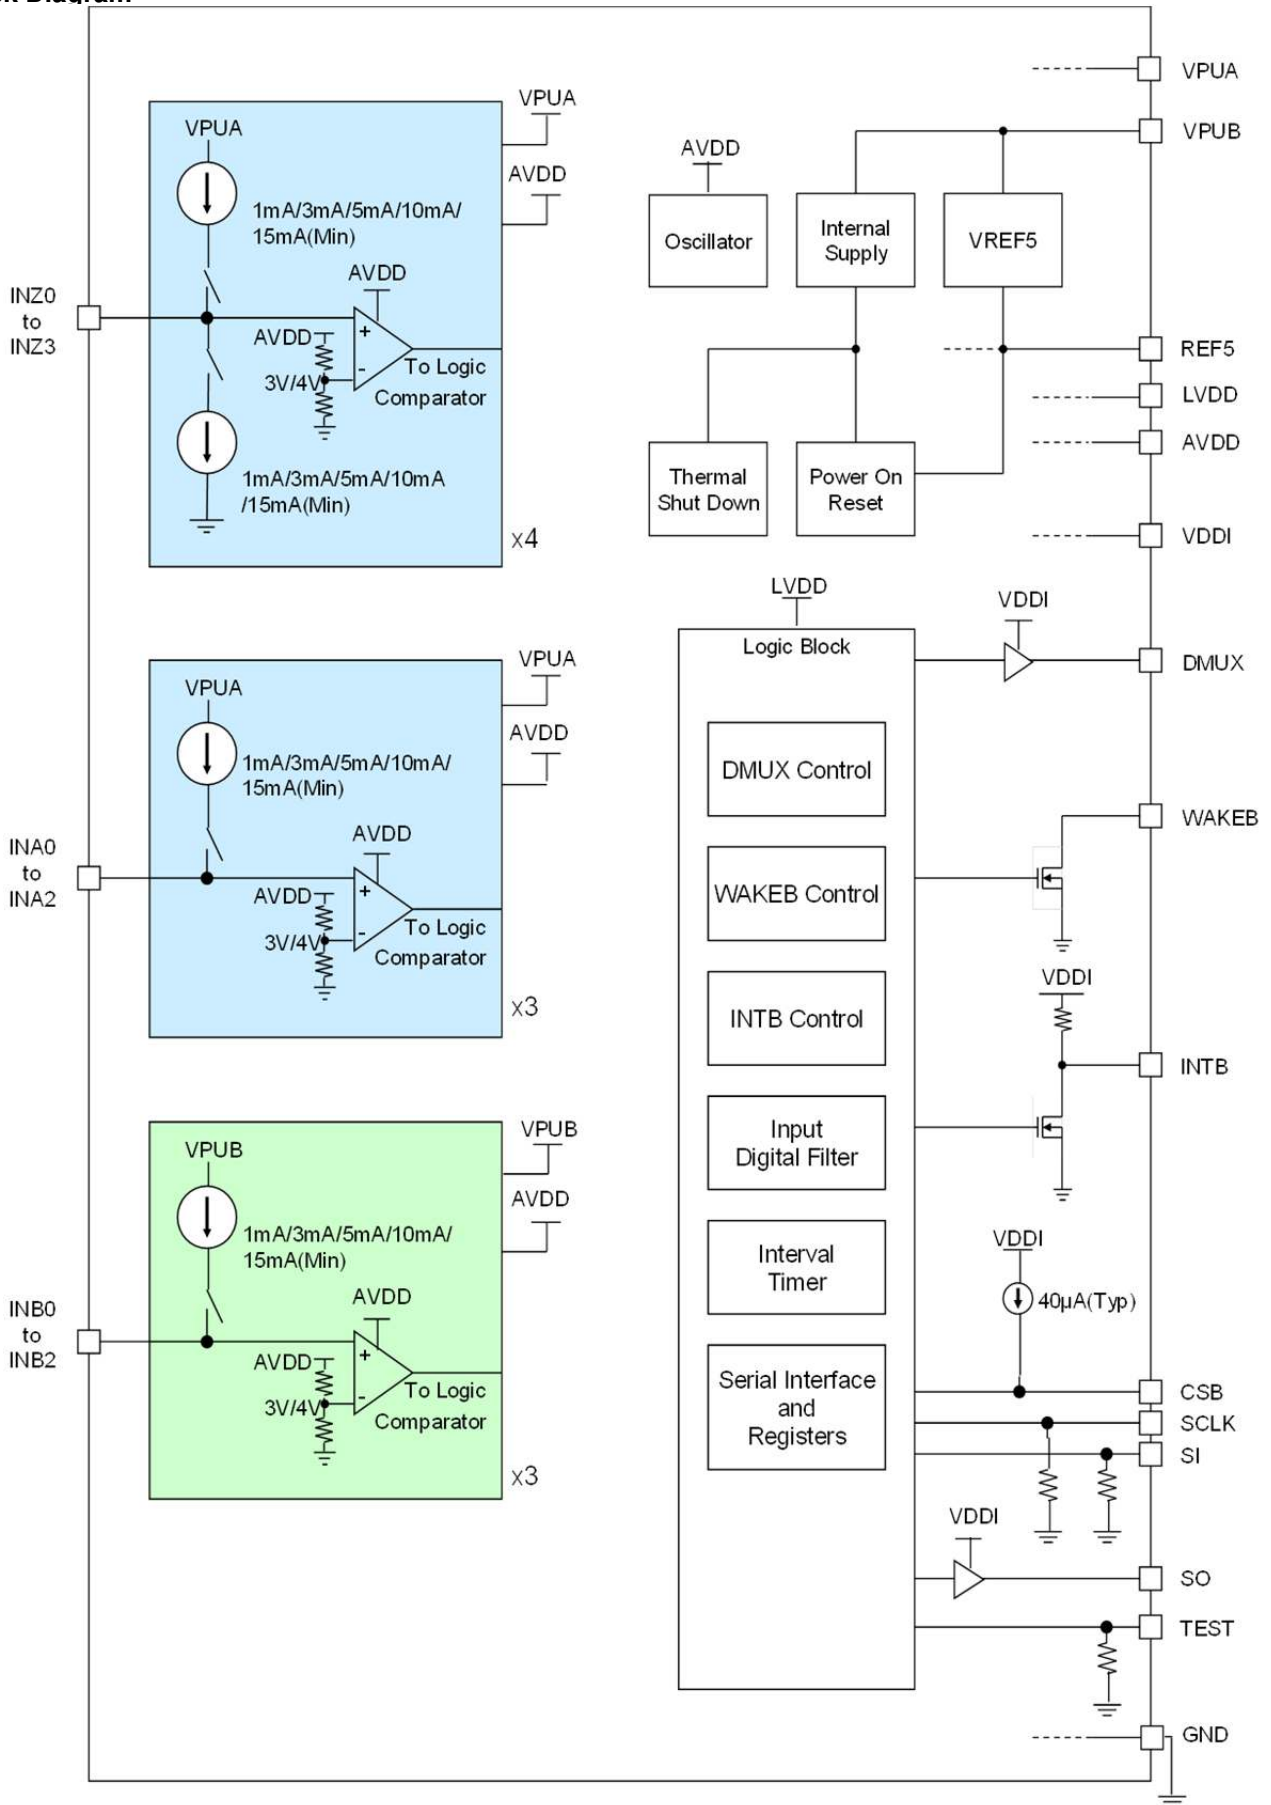 VPUA
1mA/3mA/5mA/10mA/
15mA(Min)
AVDD
AVDD
3V/4V
+
-
To Logic
Comparator
1mA/3mA/5mA/10mA
/15mA(Min)
x4
VPUA
AVDD
INZ0
to
INZ3
VPUA
1mA/3mA/5mA/10mA/
15mA(Min)
AVDD
AVDD
3V/4V
+
-
To Logic
Comparator
x3
VPUA
AVDD
INA0
to
INA2
VPUB
1mA/3mA/5mA/10mA/
15mA(Min)
AVDD
AVDD
3V/4V
+
-
To Logic
Comparator
x3
VPUB
AVDD
INB0
to
INB2
AVDD
Oscillator
Internal
Supply
VREF5
Thermal
Shut Down
Power On
Reset
LVDD
Logic Block
DMUX Control
WAKEB Control
INTB Control
Input
Digital Filter
Interval
Timer
Serial Interface
and
Registers
VDDI
VDDI
VDDI
40µA(Typ)
VDDI
VPUA
VPUB
REF5
LVDD
AVDD
VDDI
DMUX
WAKEB
INTB
CSB
SCLK
SI
SO
TEST
GND